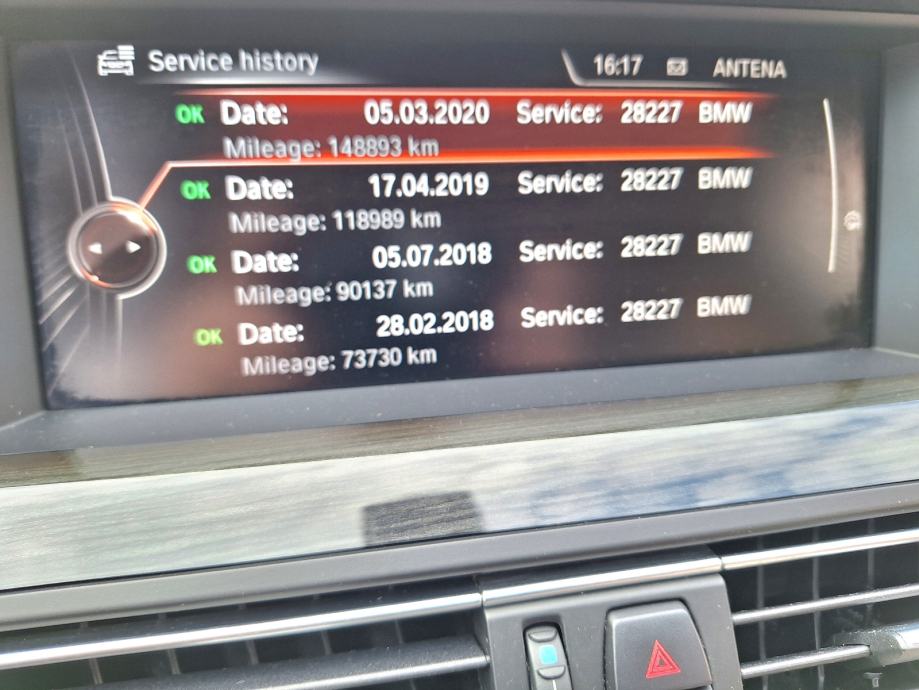 Service history 16:17 ANTENA
OK Date: 05.03.2020 Service: 28227 BMW
Mileage: 148893 km
OK Date: 17.04.2019 Service: 28227 BMW
Mileage: 118989 km
OK Date: 05.07.2018 Service: 28227 BMW
Mileage: 90137 km
OK Date: 28.02.2018 Service: 28227 BMW
Mileage: 73730 km